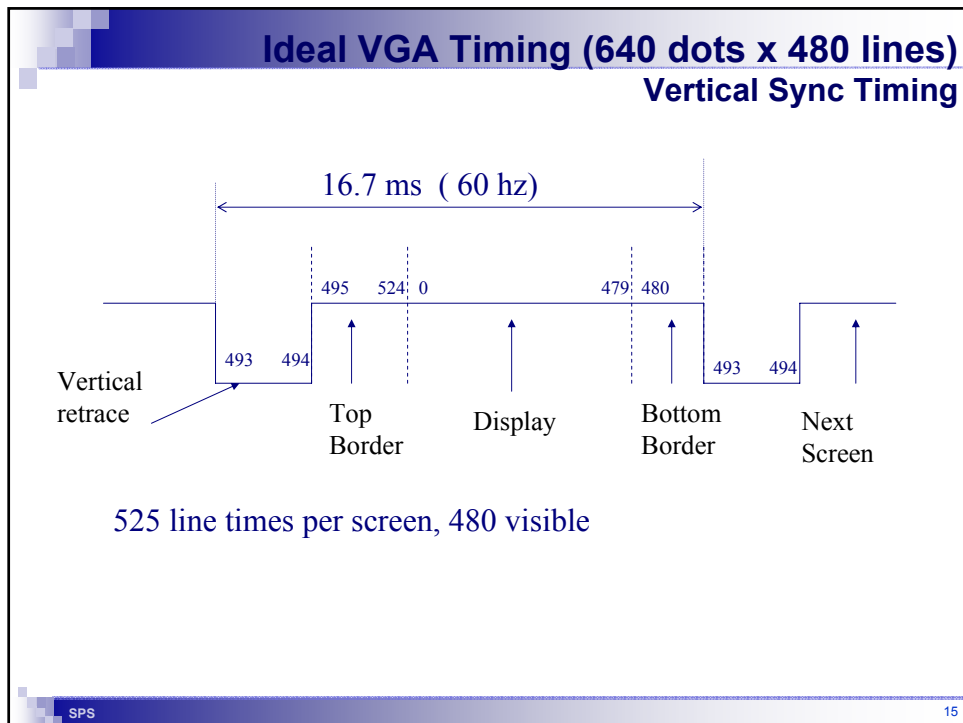 Ideal VGA Timing (640 dots x 480 lines)
Vertical Sync Timing
16.7 ms ( 60 hz)
495 524 0 479 480
493 494 493 494
Vertical
retrace
Top
Border
Display
Bottom
Border
Next
Screen
525 line times per screen, 480 visible
SPS 15